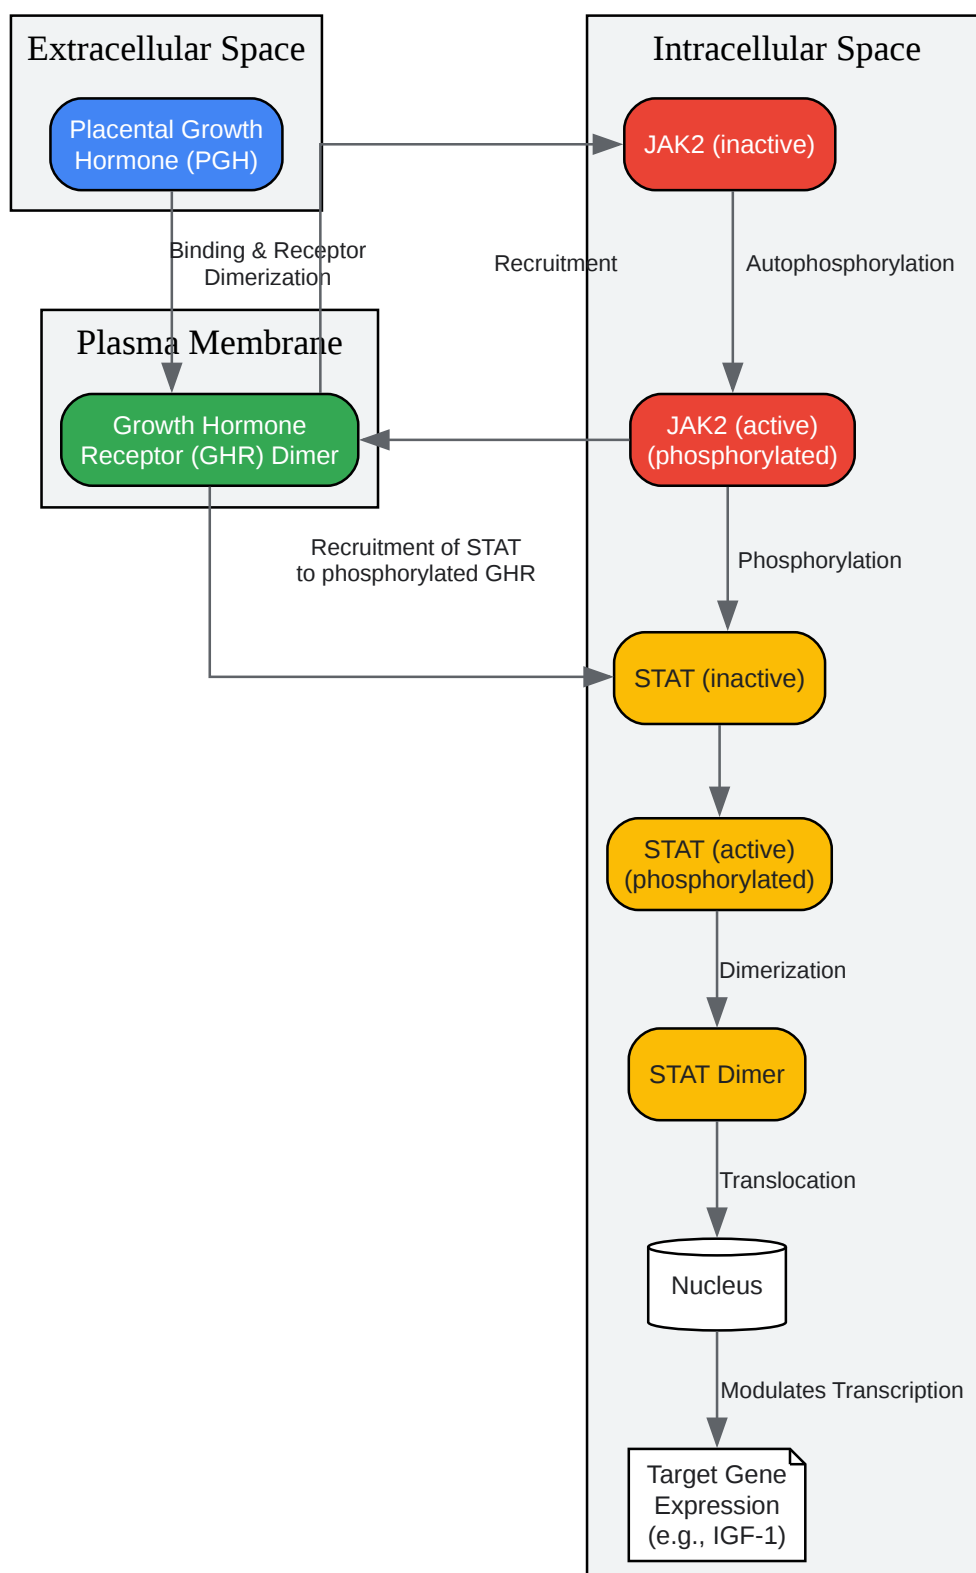 Extracellular Space
Intracellular Space
Placental Growth
Hormone (PGH)
JAK2 (inactive)
Binding & Receptor
Dimerization
Recruitment
Autophosphorylation
Plasma Membrane
Growth Hormone
Receptor (GHR) Dimer
JAK2 (active)
(phosphorylated)
Recruitment of STAT
to phosphorylated GHR
Phosphorylation
STAT (inactive)
STAT (active)
(phosphorylated)
Dimerization
STAT Dimer
Translocation
Nucleus
Modulates Transcription
Target Gene
Expression
(e.g., IGF-1)